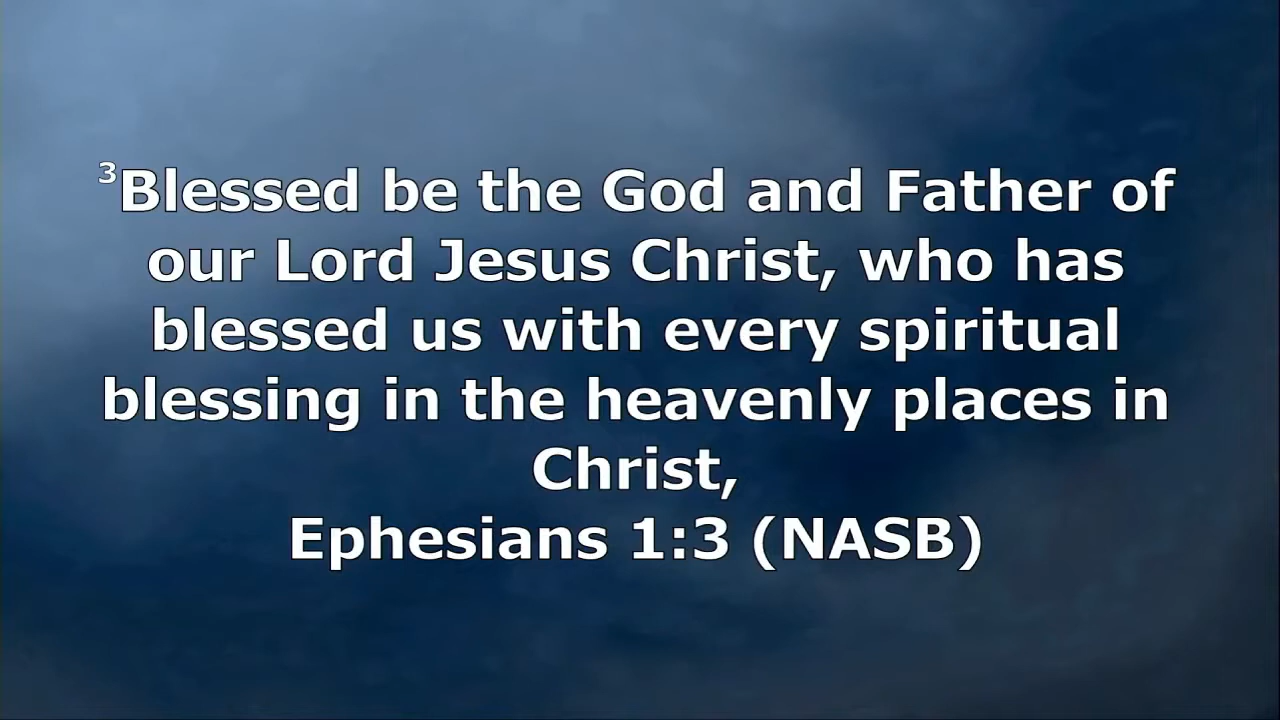 ³Blessed be the God and Father of
our Lord Jesus Christ, who has
blessed us with every spiritual
blessing in the heavenly places in
Christ,
Ephesians 1:3 (NASB)